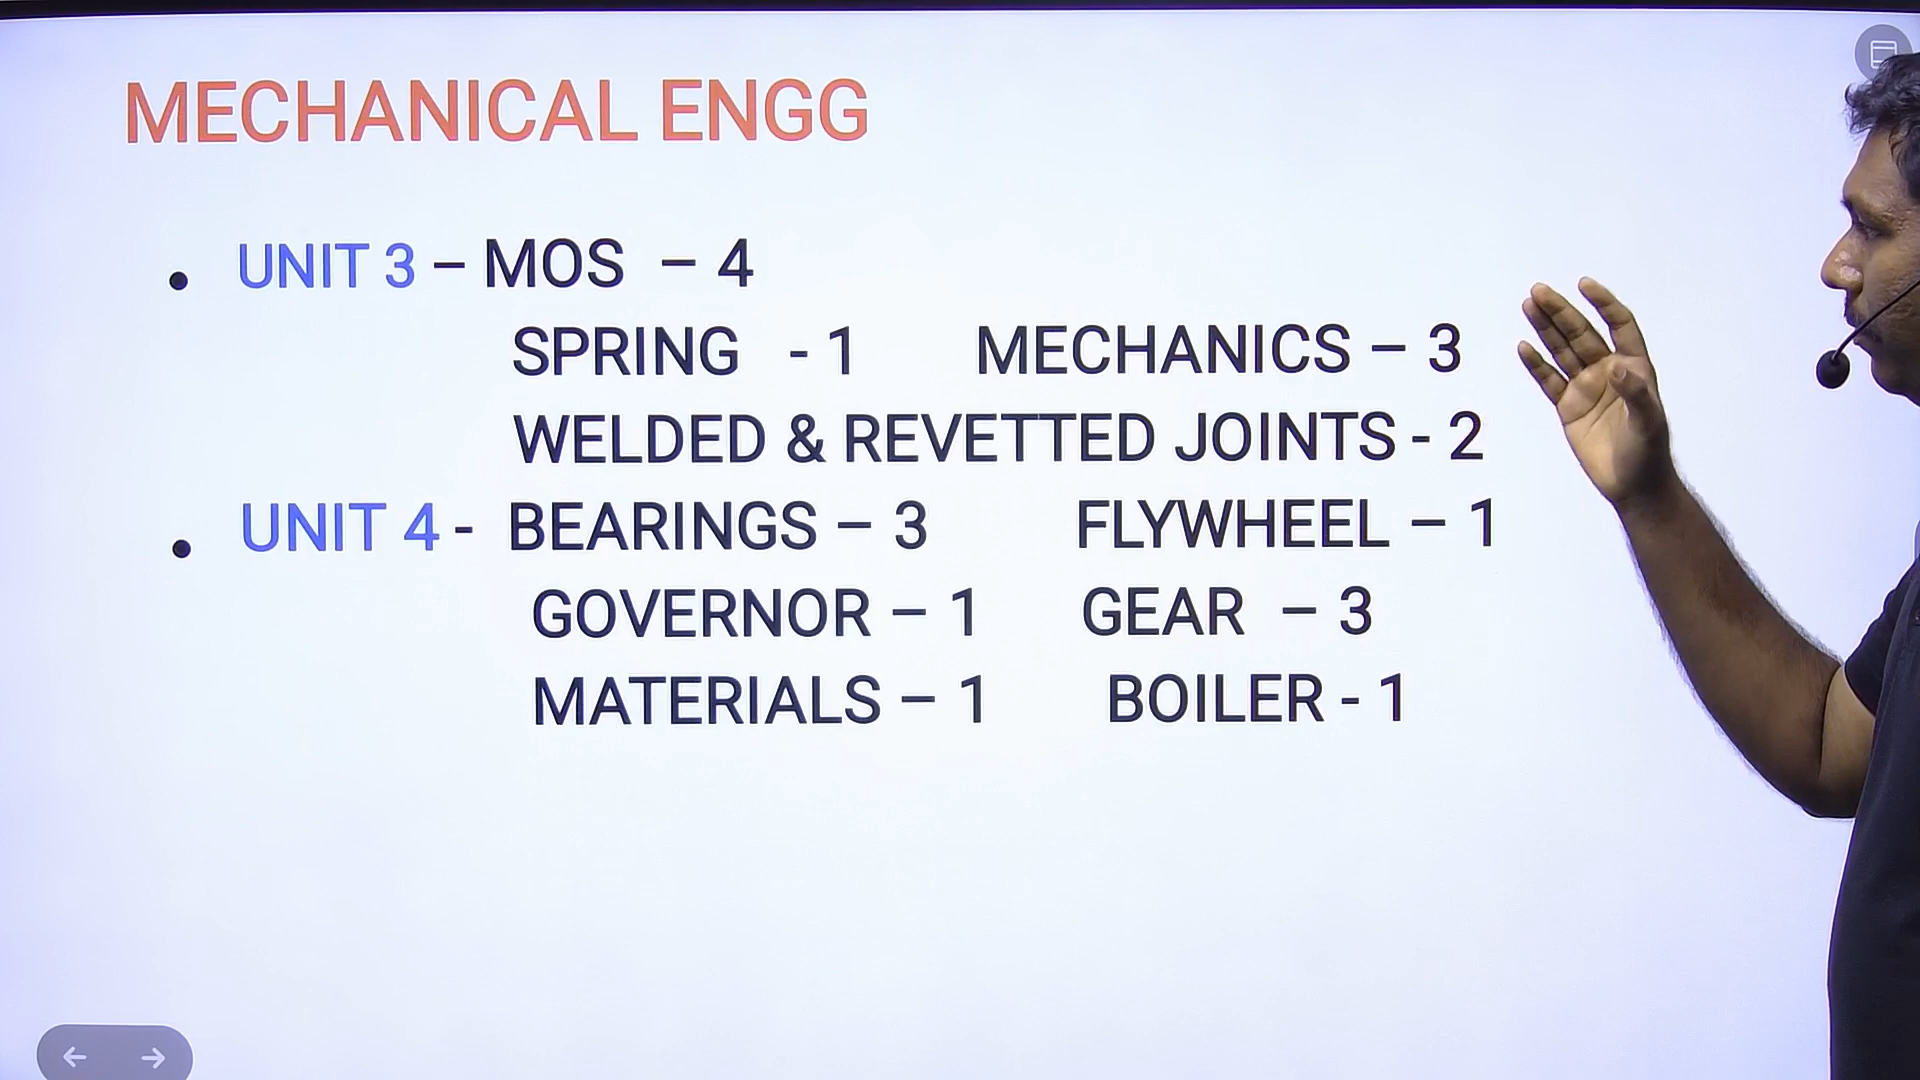 MECHANICAL ENGG
• UNIT 3 – MOS – 4
SPRING - 1 MECHANICS – 3
WELDED & REVETTED JOINTS - 2
• UNIT 4 - BEARINGS – 3 FLYWHEEL – 1
GOVERNOR – 1 GEAR – 3
MATERIALS – 1 BOILER - 1